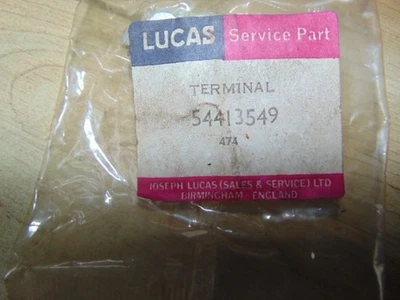 LUCAS Service Part
TERMINAL
54413549
474
JOSEPH LUCAS (SALES & SERVICE) LTD
BIRMINGHAM ENGLAND